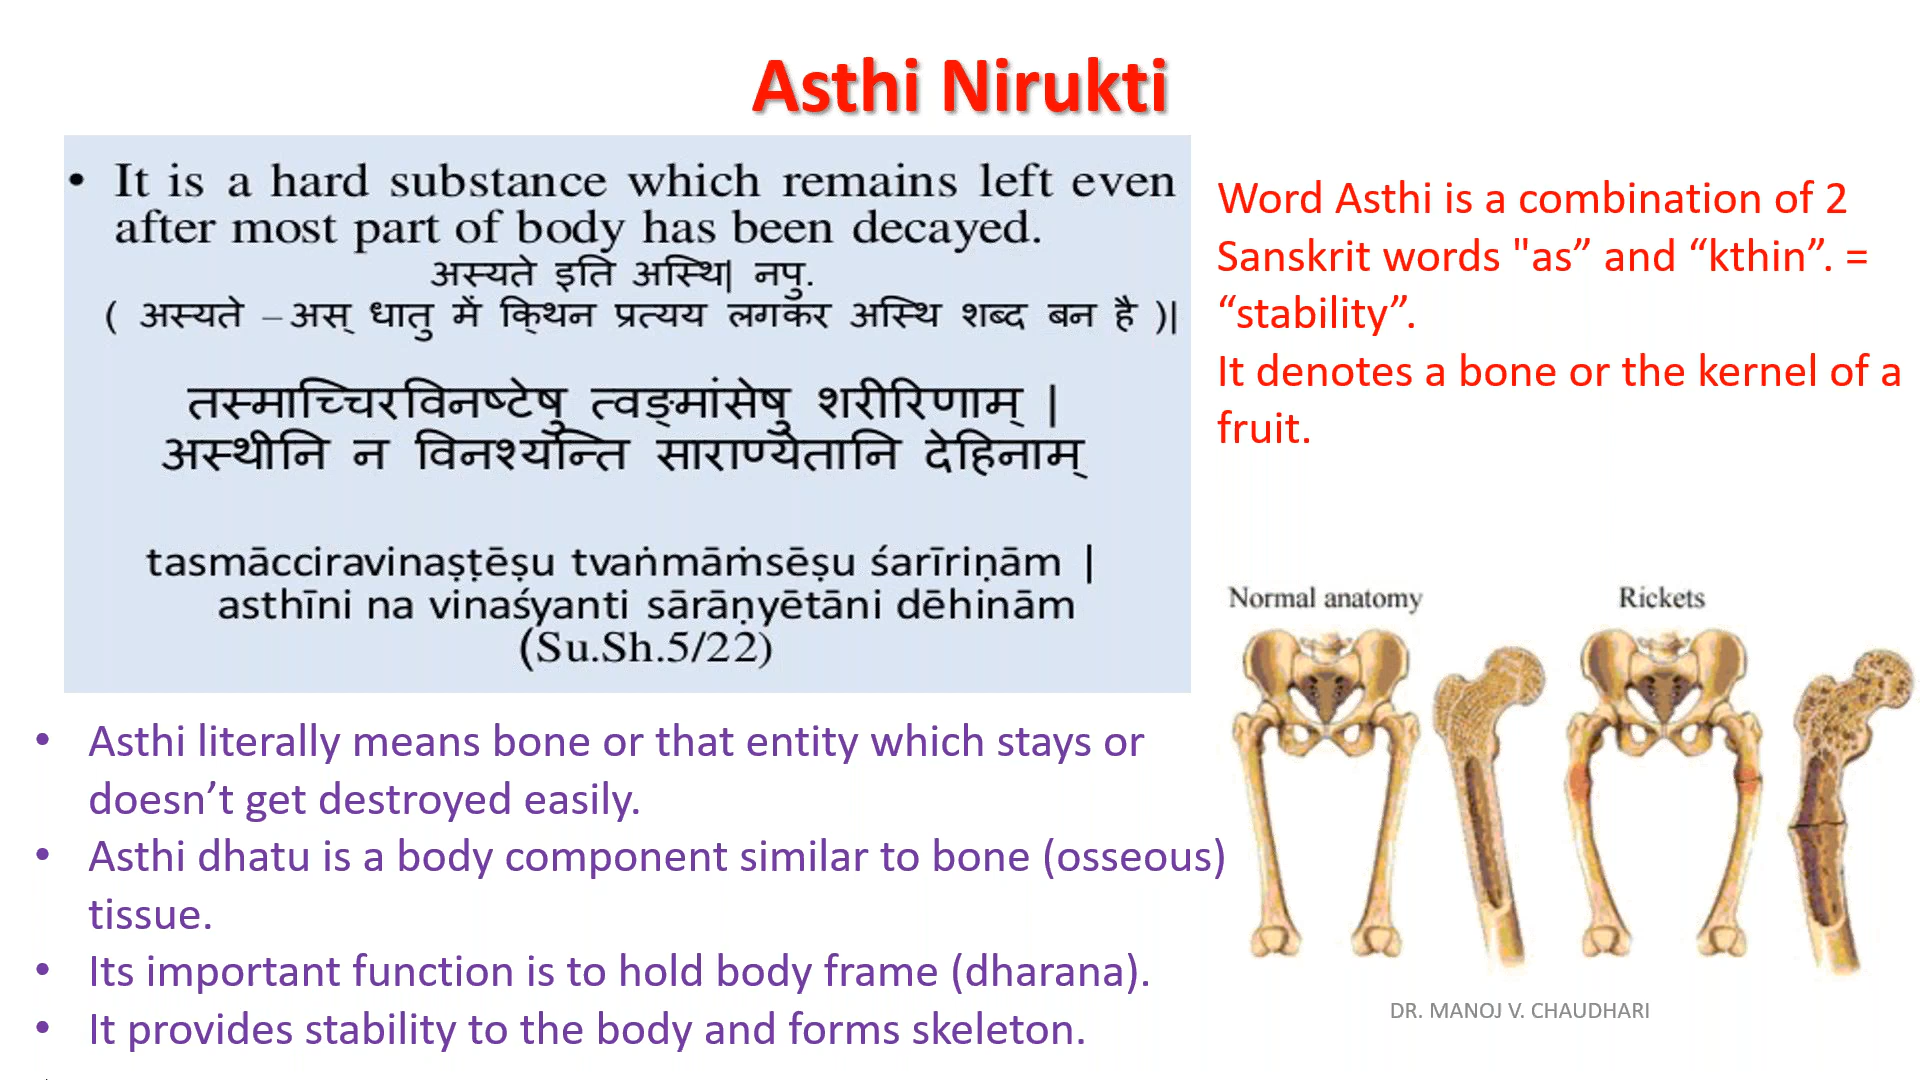 Asthi Nirukti
• It is a hard substance which remains left even
after most part of body has been decayed.
अस्यते इति अस्थि| नपु.
( अस्यते – अस् धातु में क्थिन प्रत्यय लगकर अस्थि शब्द बन है )|
तस्माच्चिरविनष्टेषु त्वङ्मांसेषु शरीरिणाम् |
अस्थीनि न विनश्यन्ति साराण्येतानि देहिनाम्
tasmācciravinaṣṭēṣu tvaṅmāṁsēṣu śarīriṇām |
asthīni na vinaśyanti sārāṇyētāni dēhinām
(Su.Sh.5/22)
Word Asthi is a combination of 2
Sanskrit words "as” and “kthin”. =
“stability”.
It denotes a bone or the kernel of a
fruit.
Normal anatomy
Rickets
• Asthi literally means bone or that entity which stays or
doesn’t get destroyed easily.
• Asthi dhatu is a body component similar to bone (osseous)
tissue.
• Its important function is to hold body frame (dharana).
• It provides stability to the body and forms skeleton.
DR. MANOJ V. CHAUDHARI